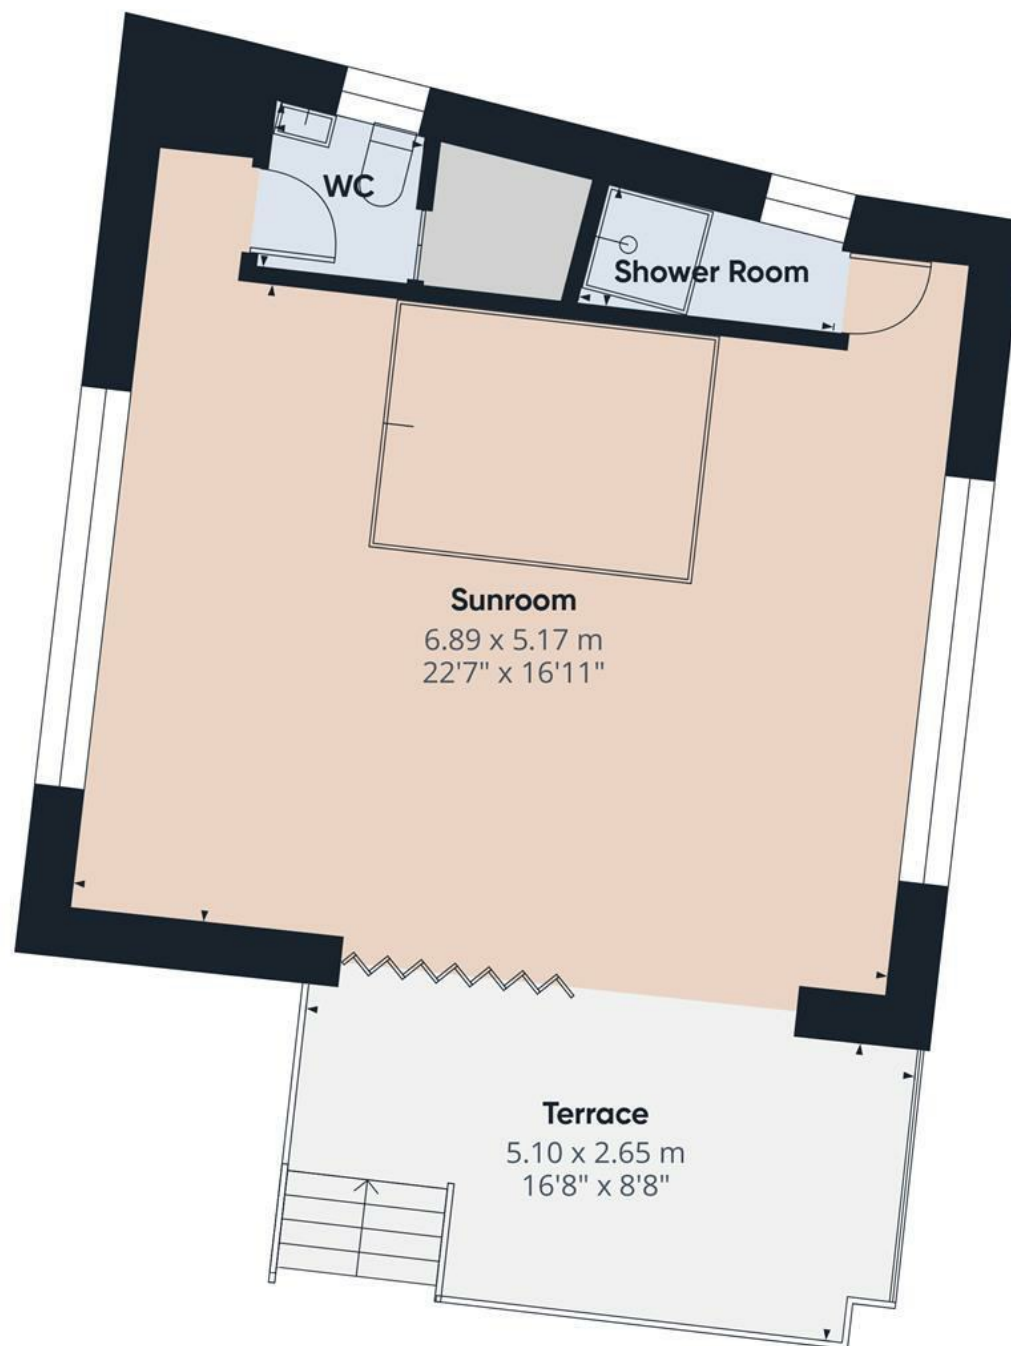 WC
Shower Room
Sunroom
6.89 x 5.17 m
22'7" x 16'11"
Terrace
5.10 x 2.65 m
16'8" x 8'8"